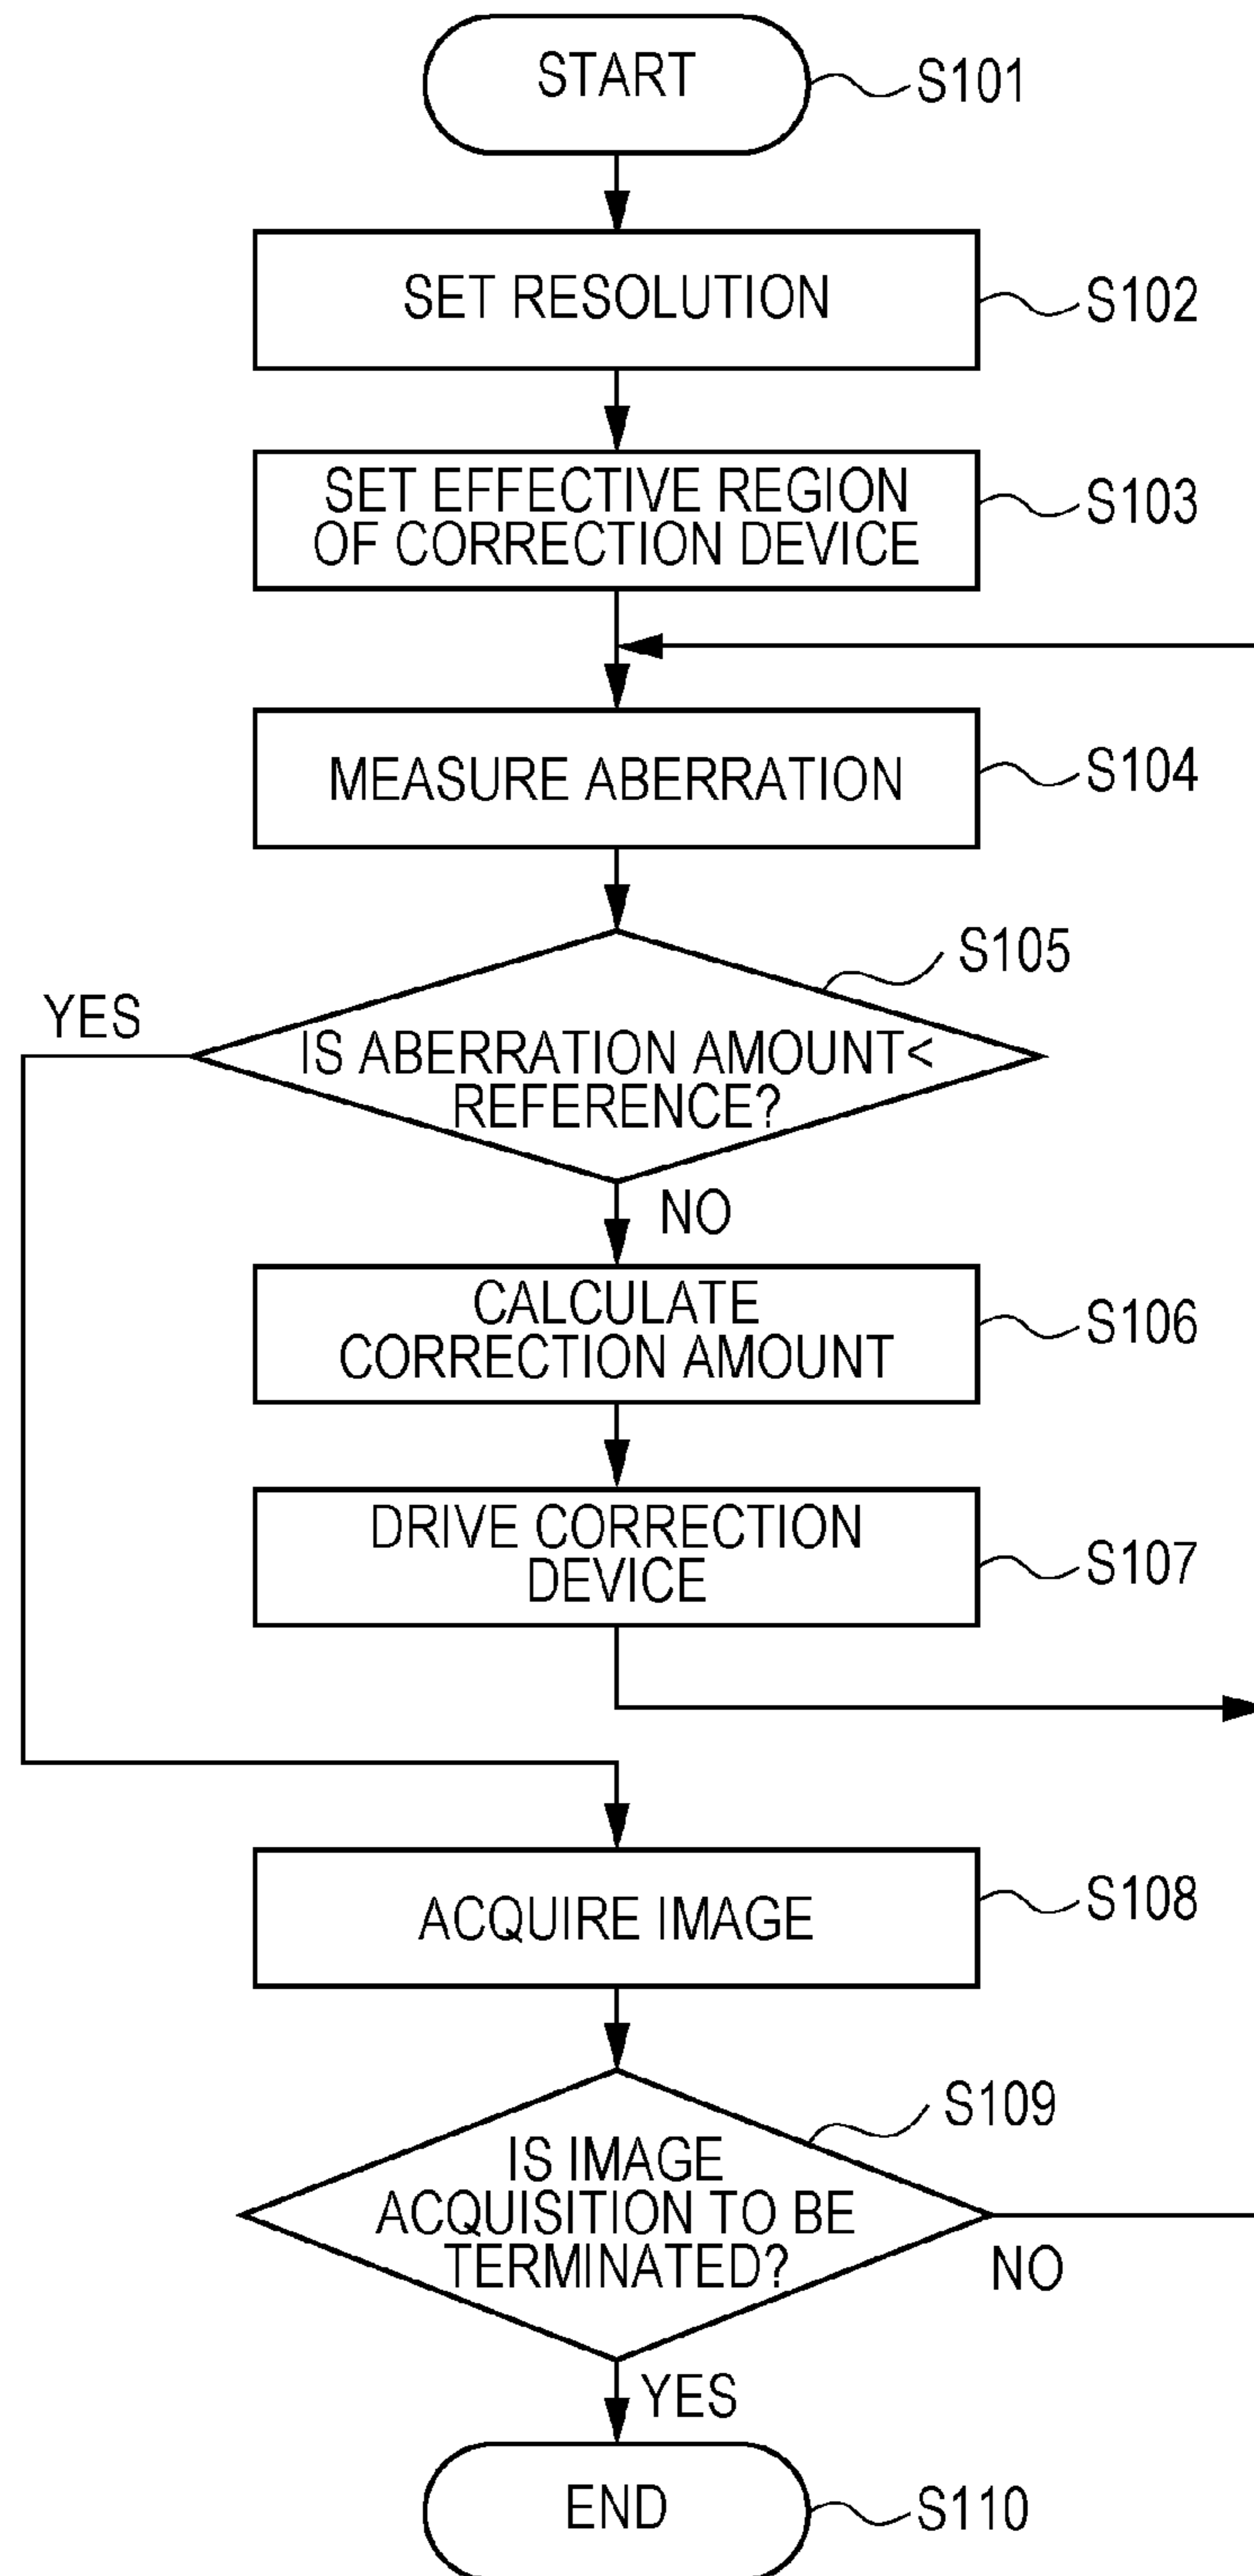 START
S101
SET RESOLUTION
S102
SET EFFECTIVE REGION
OF CORRECTION DEVICE
S103
MEASURE ABERRATION
S104
S105
YES
IS ABERRATION AMOUNT<
REFERENCE?
NO
CALCULATE
CORRECTION AMOUNT
S106
DRIVE CORRECTION
DEVICE
S107
ACQUIRE IMAGE
S108
S109
IS IMAGE
ACQUISITION TO BE
TERMINATED?
NO
YES
END
S110